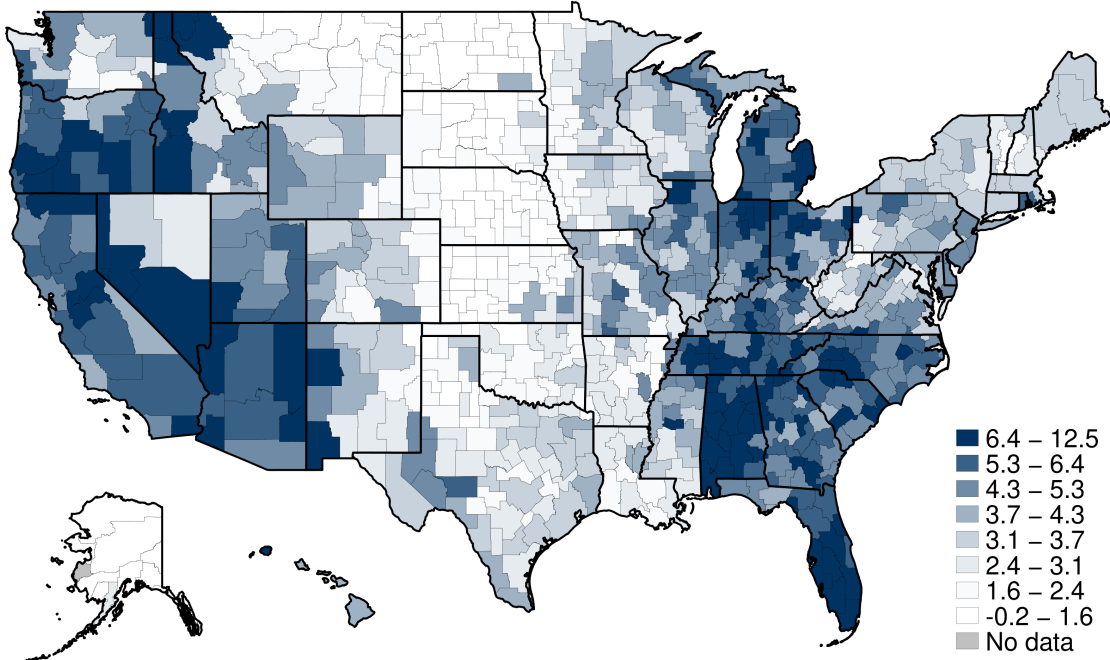 6.4 – 12.5
5.3 – 6.4
4.3 – 5.3
3.7 – 4.3
3.1 – 3.7
2.4 – 3.1
1.6 – 2.4
-0.2 – 1.6
No data